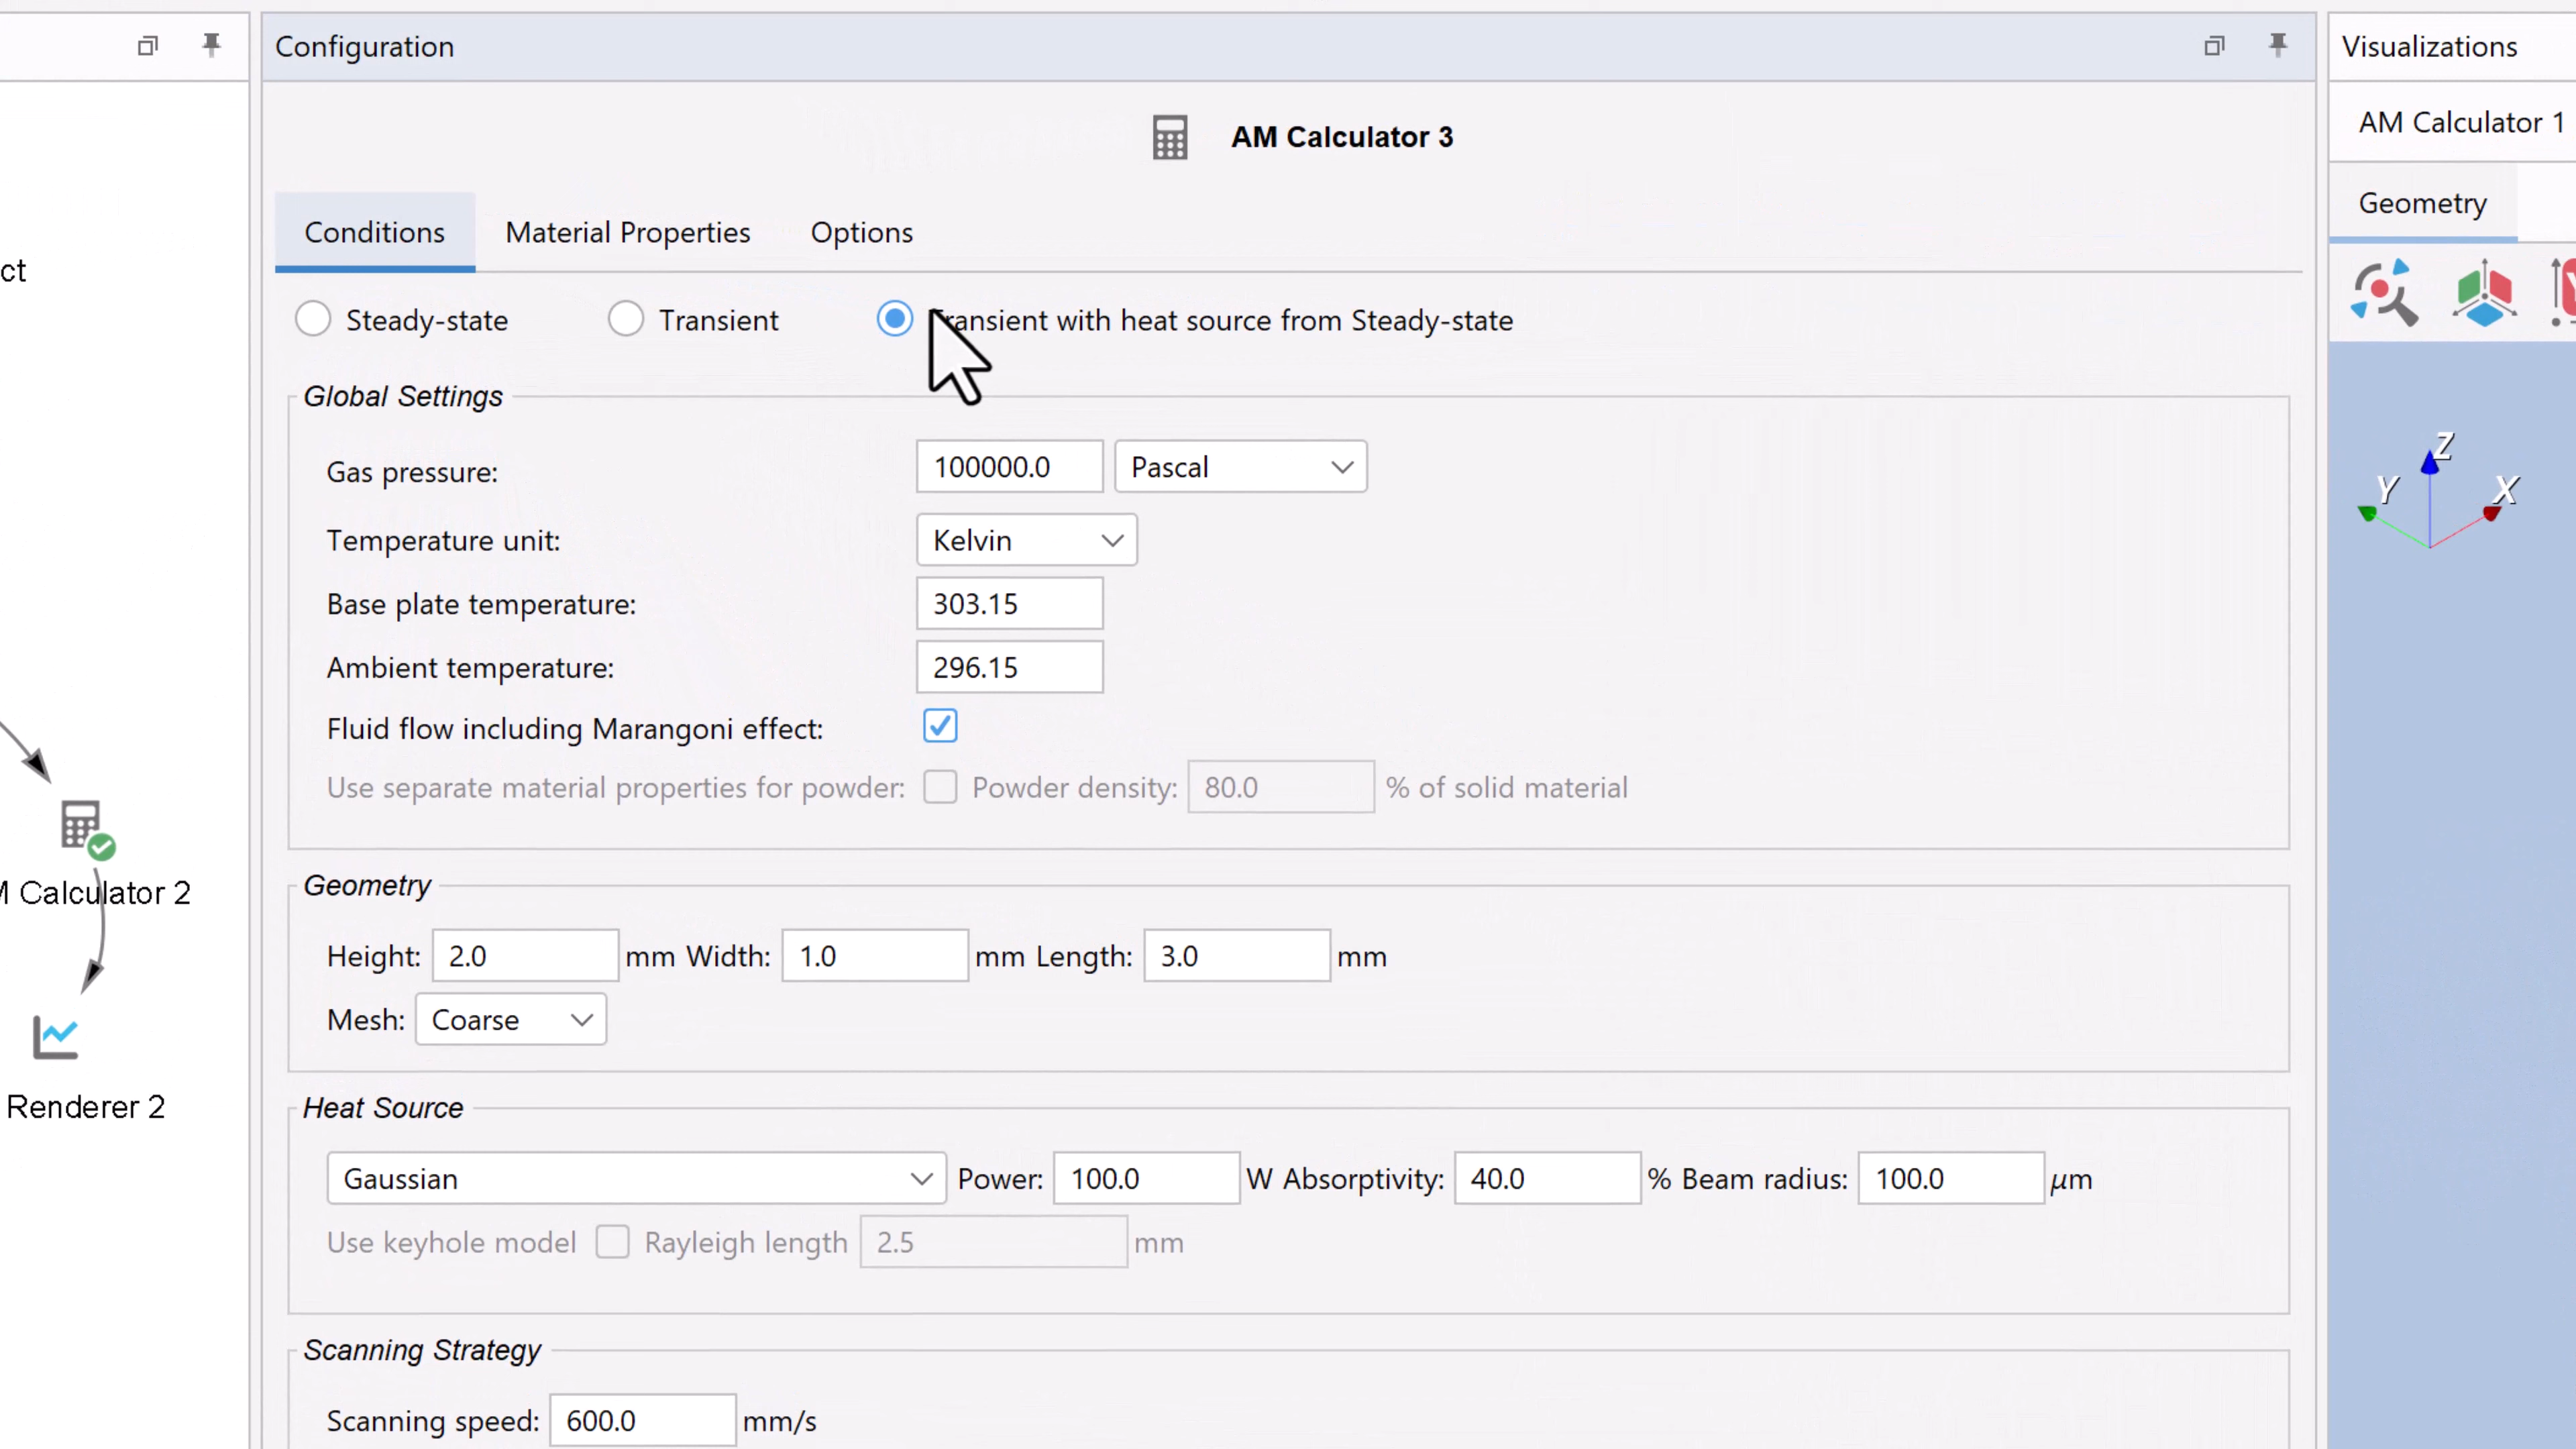 Configuration
Visualizations
AM Calculator 3
AM Calculator 1
Conditions Material Properties Options
Geometry
ct
Steady-state Transient Transient with heat source from Steady-state
Global Settings
Gas pressure: 100000.0 Pascal
Z
Y X
Temperature unit: Kelvin
Base plate temperature: 303.15
Ambient temperature: 296.15
Fluid flow including Marangoni effect:
Use separate material properties for powder: Powder density: 80.0 % of solid material
M Calculator 2
Geometry
Height: 2.0 mm Width: 1.0 mm Length: 3.0 mm
Mesh: Coarse
Renderer 2
Heat Source
Gaussian Power: 100.0 W Absorptivity: 40.0 % Beam radius: 100.0 μm
Use keyhole model Rayleigh length 2.5 mm
Scanning Strategy
Scanning speed: 600.0 mm/s